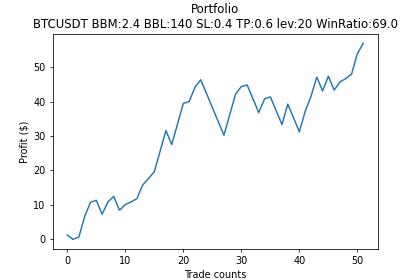 Portfolio
BTCUSDT BBM:2.4 BBL:140 SL:0.4 TP:0.6 lev:20 WinRatio:69.0
50
40
30
20
10
0
Profit ($)
0 10 20 30 40 50
Trade counts